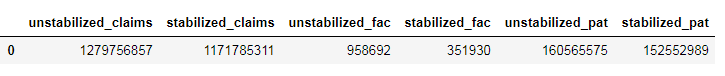 unstabilized_claims stabilized_claims unstabilized_fac stabilized_fac unstabilized_pat stabilized_pat
0 1279756857 1171785311 958692 351930 160565575 152552989